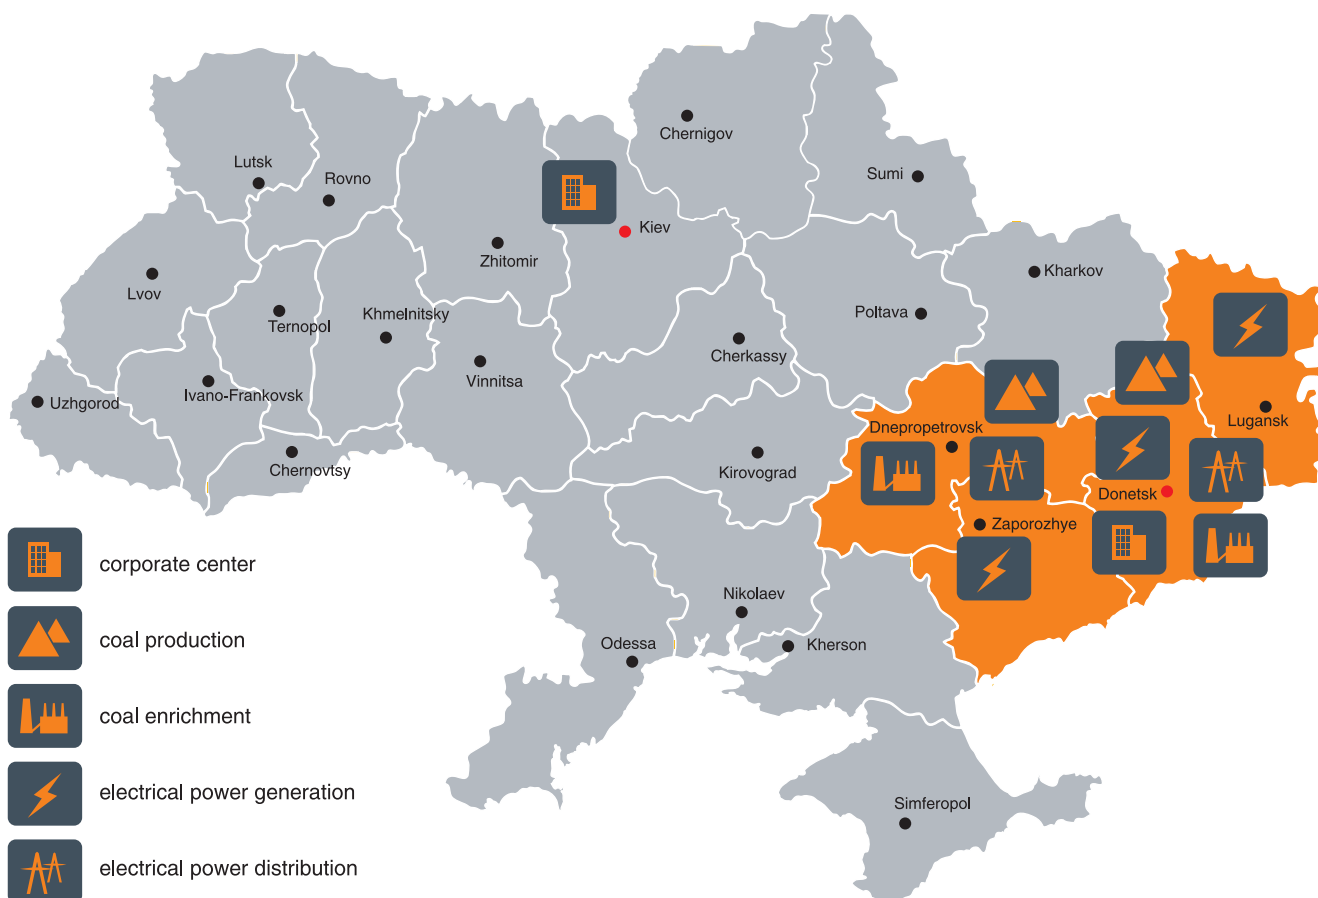 Chernigov
Lutsk
Rovno
Sumi
Kiev
Zhitomir
Kharkov
Lvov
Ternopol
Khmelnitsky
Poltava
Cherkassy
Vinnitsa
Uzhgorod
Ivano-Frankovsk
Lugansk
Dnepropetrovsk
Chernovtsy
Kirovograd
Donetsk
Zaporozhye
corporate center
Nikolaev
coal production
Odessa
Kherson
coal enrichment
electrical power generation
Simferopol
electrical power distribution